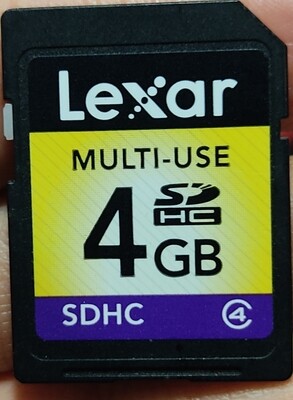 Lexar
MULTI-USE
4 GB
SD
HC
SDHC
4